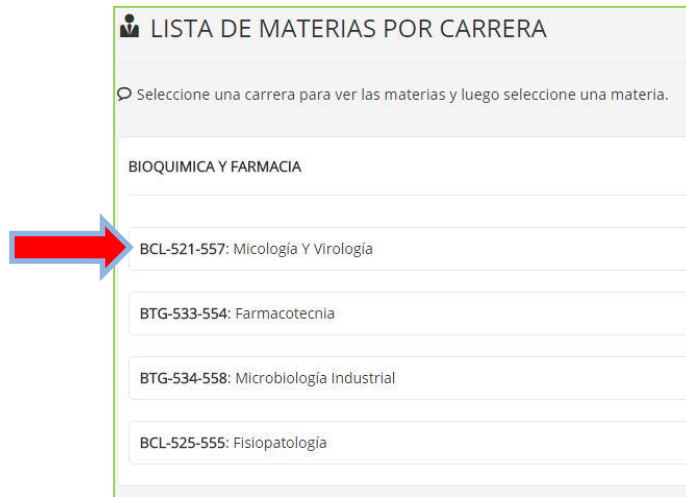 LISTA DE MATERIAS POR CARRERA
Seleccione una carrera para ver las materias y luego seleccione una materia.
BIOQUIMICA Y FARMACIA
BCL-521-557: Micología Y Virología
BTG-533-554: Farmacotecnia
BTG-534-558: Microbiología Industrial
BCL-525-555: Fisiopatología